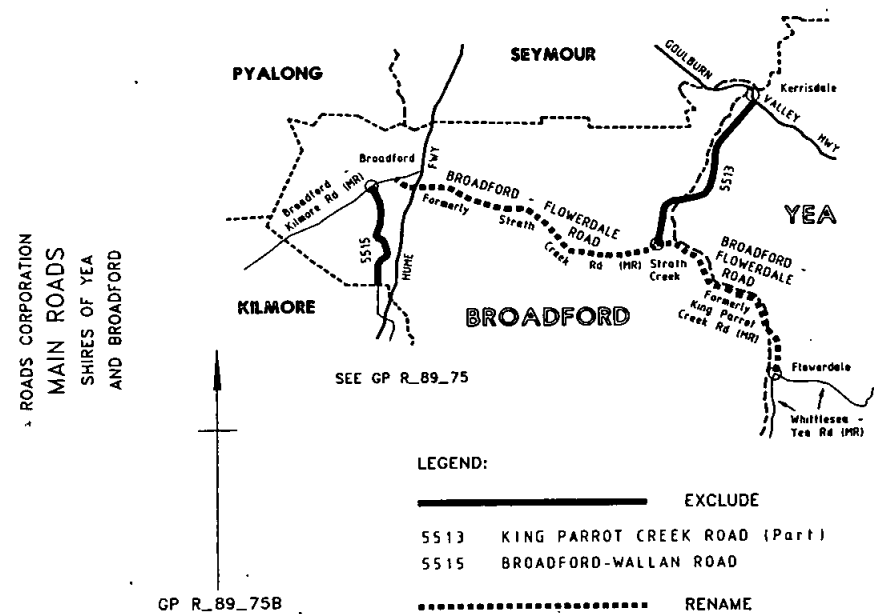 ROADS CORPORATION
MAIN ROADS
SHIRES OF YEA
AND BROADFORD
PYALONG
SEYMOUR
GOULBURN
VALLEY
HWY
Kerrisdale
Broadford
FWY
HUME
Broadford -
Kilmore Rd (MR)
5515
BROADFORD - FLOWERDALE
ROAD
Formerly Strath
Creek Rd (MR)
5513
YEA
Strath
Creek
BROADFORD
FLOWERDALE
ROAD
Formerly
King Parrot
Creek Rd (MR)
KILMORE
BROADFORD
Flowerdale
Whittlesea -
Yea Rd (MR)
SEE GP R_89_75
LEGEND:
EXCLUDE
5513 KING PARROT CREEK ROAD (Part)
5515 BROADFORD-WALLAN ROAD
RENAME
GP R_89_75B